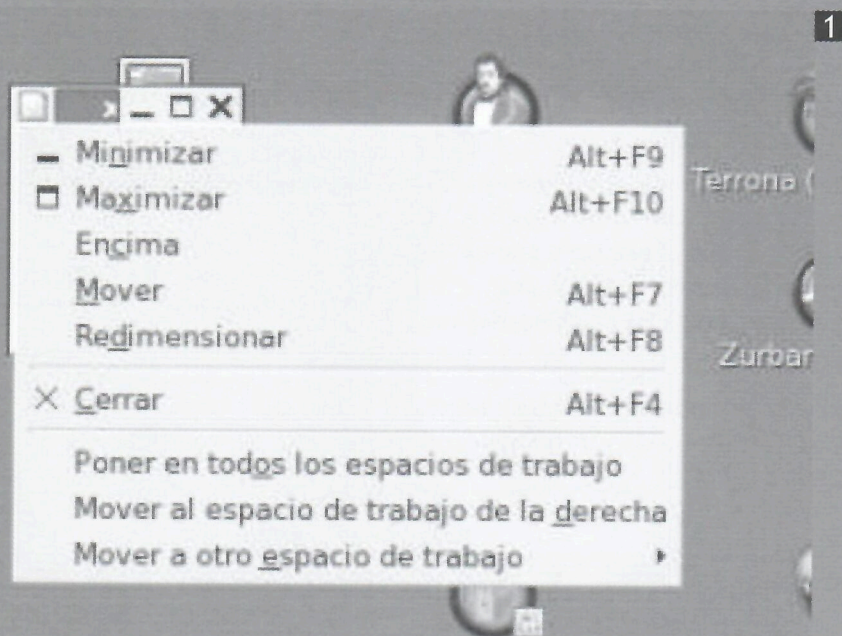 1
Minimizar Alt+F9
Maximizar Alt+F10
Terrona (
Encima
Mover Alt+F7
Redimensionar Alt+F8
Zurbar
Cerrar Alt+F4
Poner en todos los espacios de trabajo
Mover al espacio de trabajo de la derecha
Mover a otro espacio de trabajo